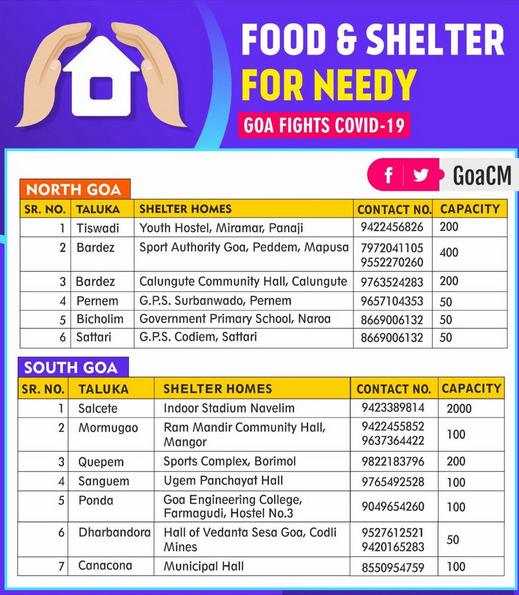 FOOD & SHELTER
FOR NEEDY
GOA FIGHTS COVID-19
f GoaCM
NORTH GOA
SR. NO. TALUKA SHELTER HOMES CONTACT NO. CAPACITY
1 Tiswadi Youth Hostel, Miramar, Panaji 9422456826 200
2 Bardez Sport Authority Goa, Peddem, Mapusa 7972041105 400
9552270260
3 Bardez Calungute Community Hall, Calungute 9763524283 200
4 Pernem G.P.S. Surbanwado, Pernem 9657104353 50
5 Bicholim Government Primary School, Naroa 8669006132 50
6 Sattari G.P.S. Codiem, Sattari 8669006132 50
SOUTH GOA
SR. NO. TALUKA SHELTER HOMES CONTACT NO. CAPACITY
1 Salcete Indoor Stadium Navelim 9423389814 2000
2 Mormugao Ram Mandir Community Hall, 9422455852 100
Mangor 9637364422
3 Quepem Sports Complex, Borimol 9822183796 200
4 Sanguem Ugem Panchayat Hall 9765492528 100
5 Ponda Goa Engineering College, 9049654260 100
Farmagudi, Hostel No.3
6 Dharbandora Hall of Vedanta Sesa Goa, Codli 9527612521 50
Mines 9420165283
7 Canacona Municipal Hall 8550954759 100